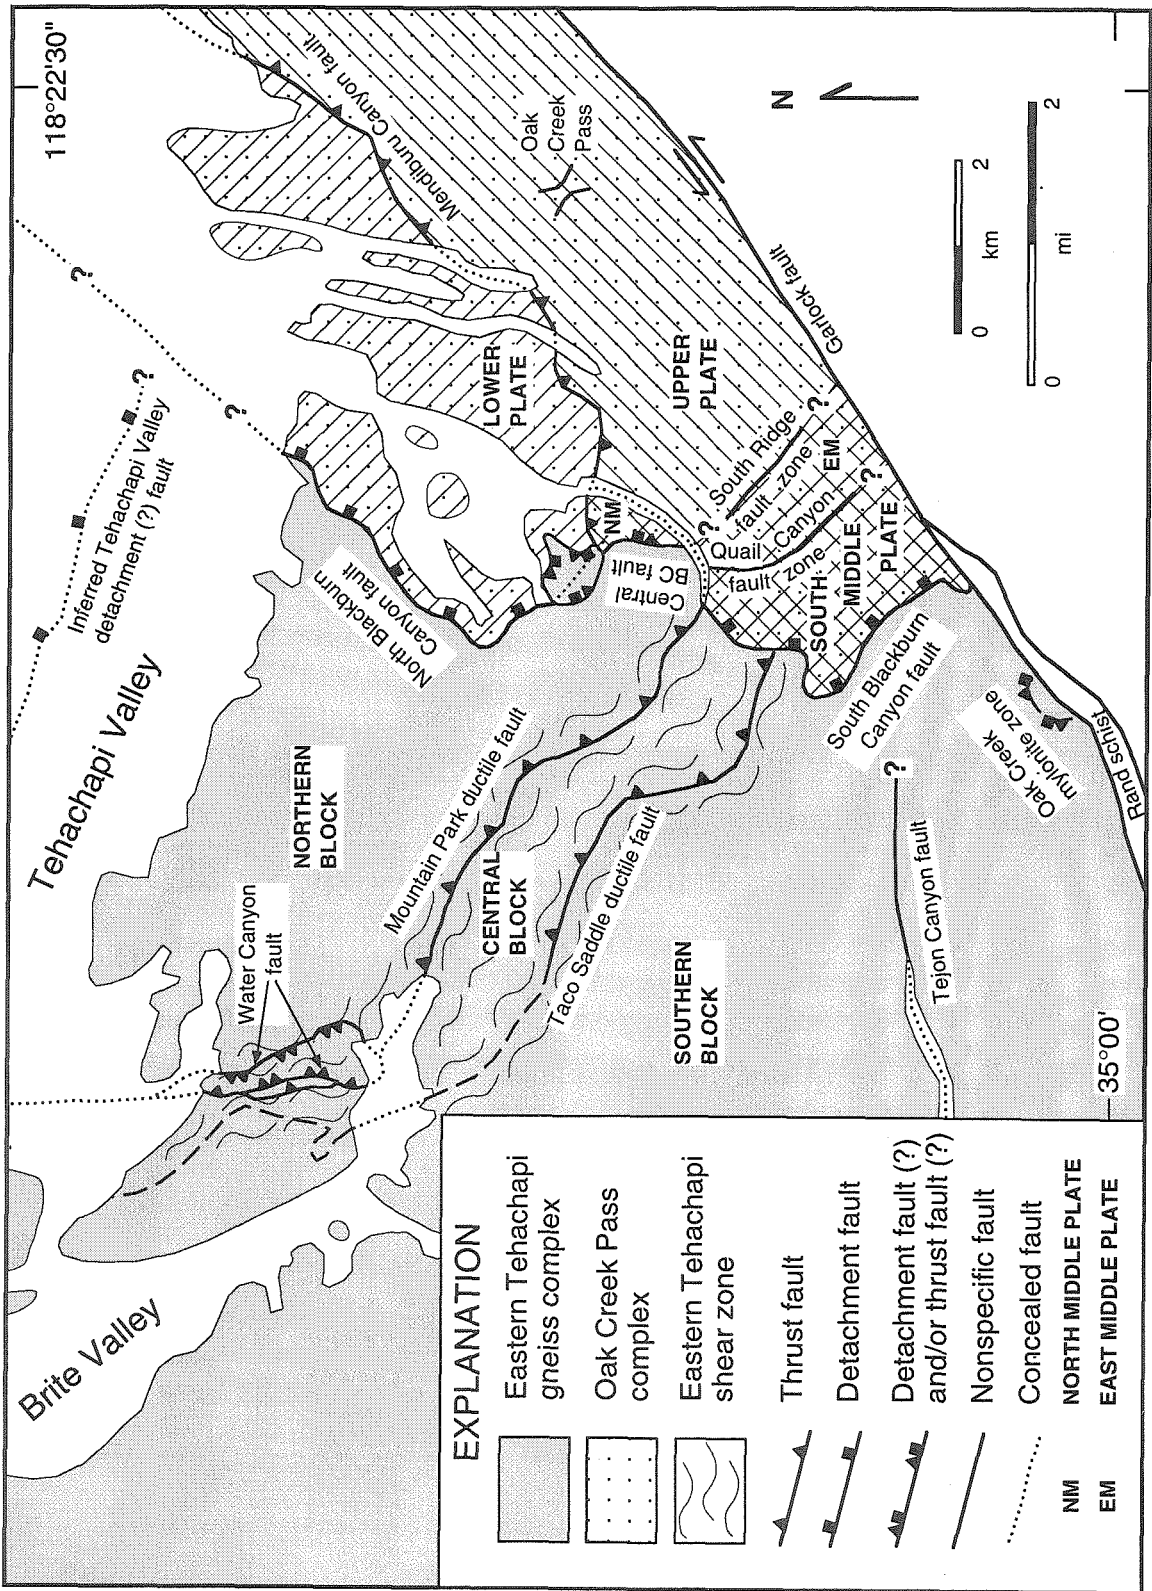 118°22'30"
Tehachapi Valley
Brite Valley
Inferred Tehachapi Valley
detachment (?) fault
?
?
?
Water Canyon
fault
NORTHERN
BLOCK
North Blackburn
Canyon fault
Mendiburu Canyon fault
Oak
Creek
Pass
N
LOWER
PLATE
UPPER
PLATE
Garlock fault
NM
Central
BC fault
Mountain Park ductile fault
CENTRAL
BLOCK
Taco Saddle ductile fault
South Ridge
fault zone
?
?
EM
Quail Canyon
fault zone
?
SOUTH
MIDDLE
PLATE
South Blackburn
Canyon fault
SOUTHERN
BLOCK
Tejon Canyon fault
?
Oak Creek
mylonite zone
Rand schist
35°00'
0 2
km
0 2
mi
EXPLANATION
Eastern Tehachapi
gneiss complex
Oak Creek Pass
complex
Eastern Tehachapi
shear zone
Thrust fault
Detachment fault
Detachment fault (?)
and/or thrust fault (?)
Nonspecific fault
Concealed fault
NM NORTH MIDDLE PLATE
EM EAST MIDDLE PLATE